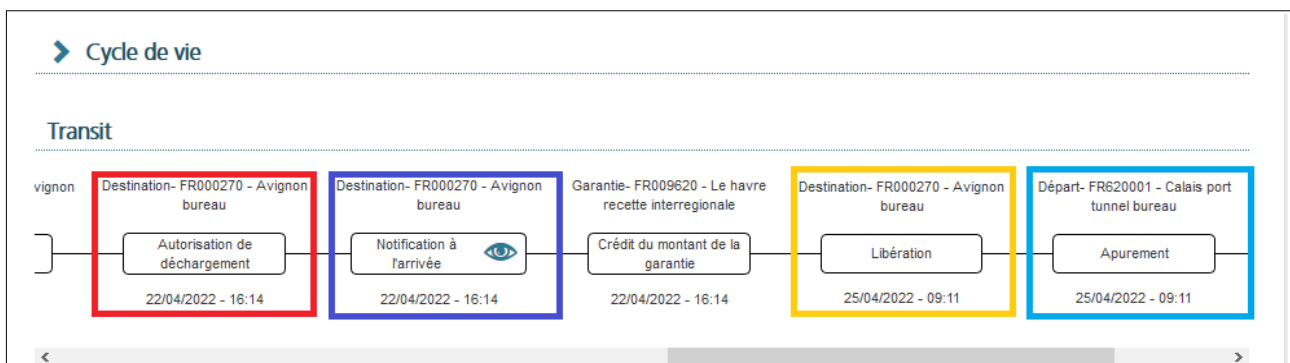 Cycle de vie
Transit
vignon
Destination- FR000270 - Avignon
bureau
Autorisation de
déchargement
22/04/2022 - 16:14
Destination- FR000270 - Avignon
bureau
Notification à
l'arrivée
22/04/2022 - 16:14
Garantie- FR009620 - Le havre
recette interregionale
Crédit du montant de la
garantie
22/04/2022 - 16:14
Destination- FR000270 - Avignon
bureau
Libération
25/04/2022 - 09:11
Départ- FR620001 - Calais port
tunnel bureau
Apurement
25/04/2022 - 09:11